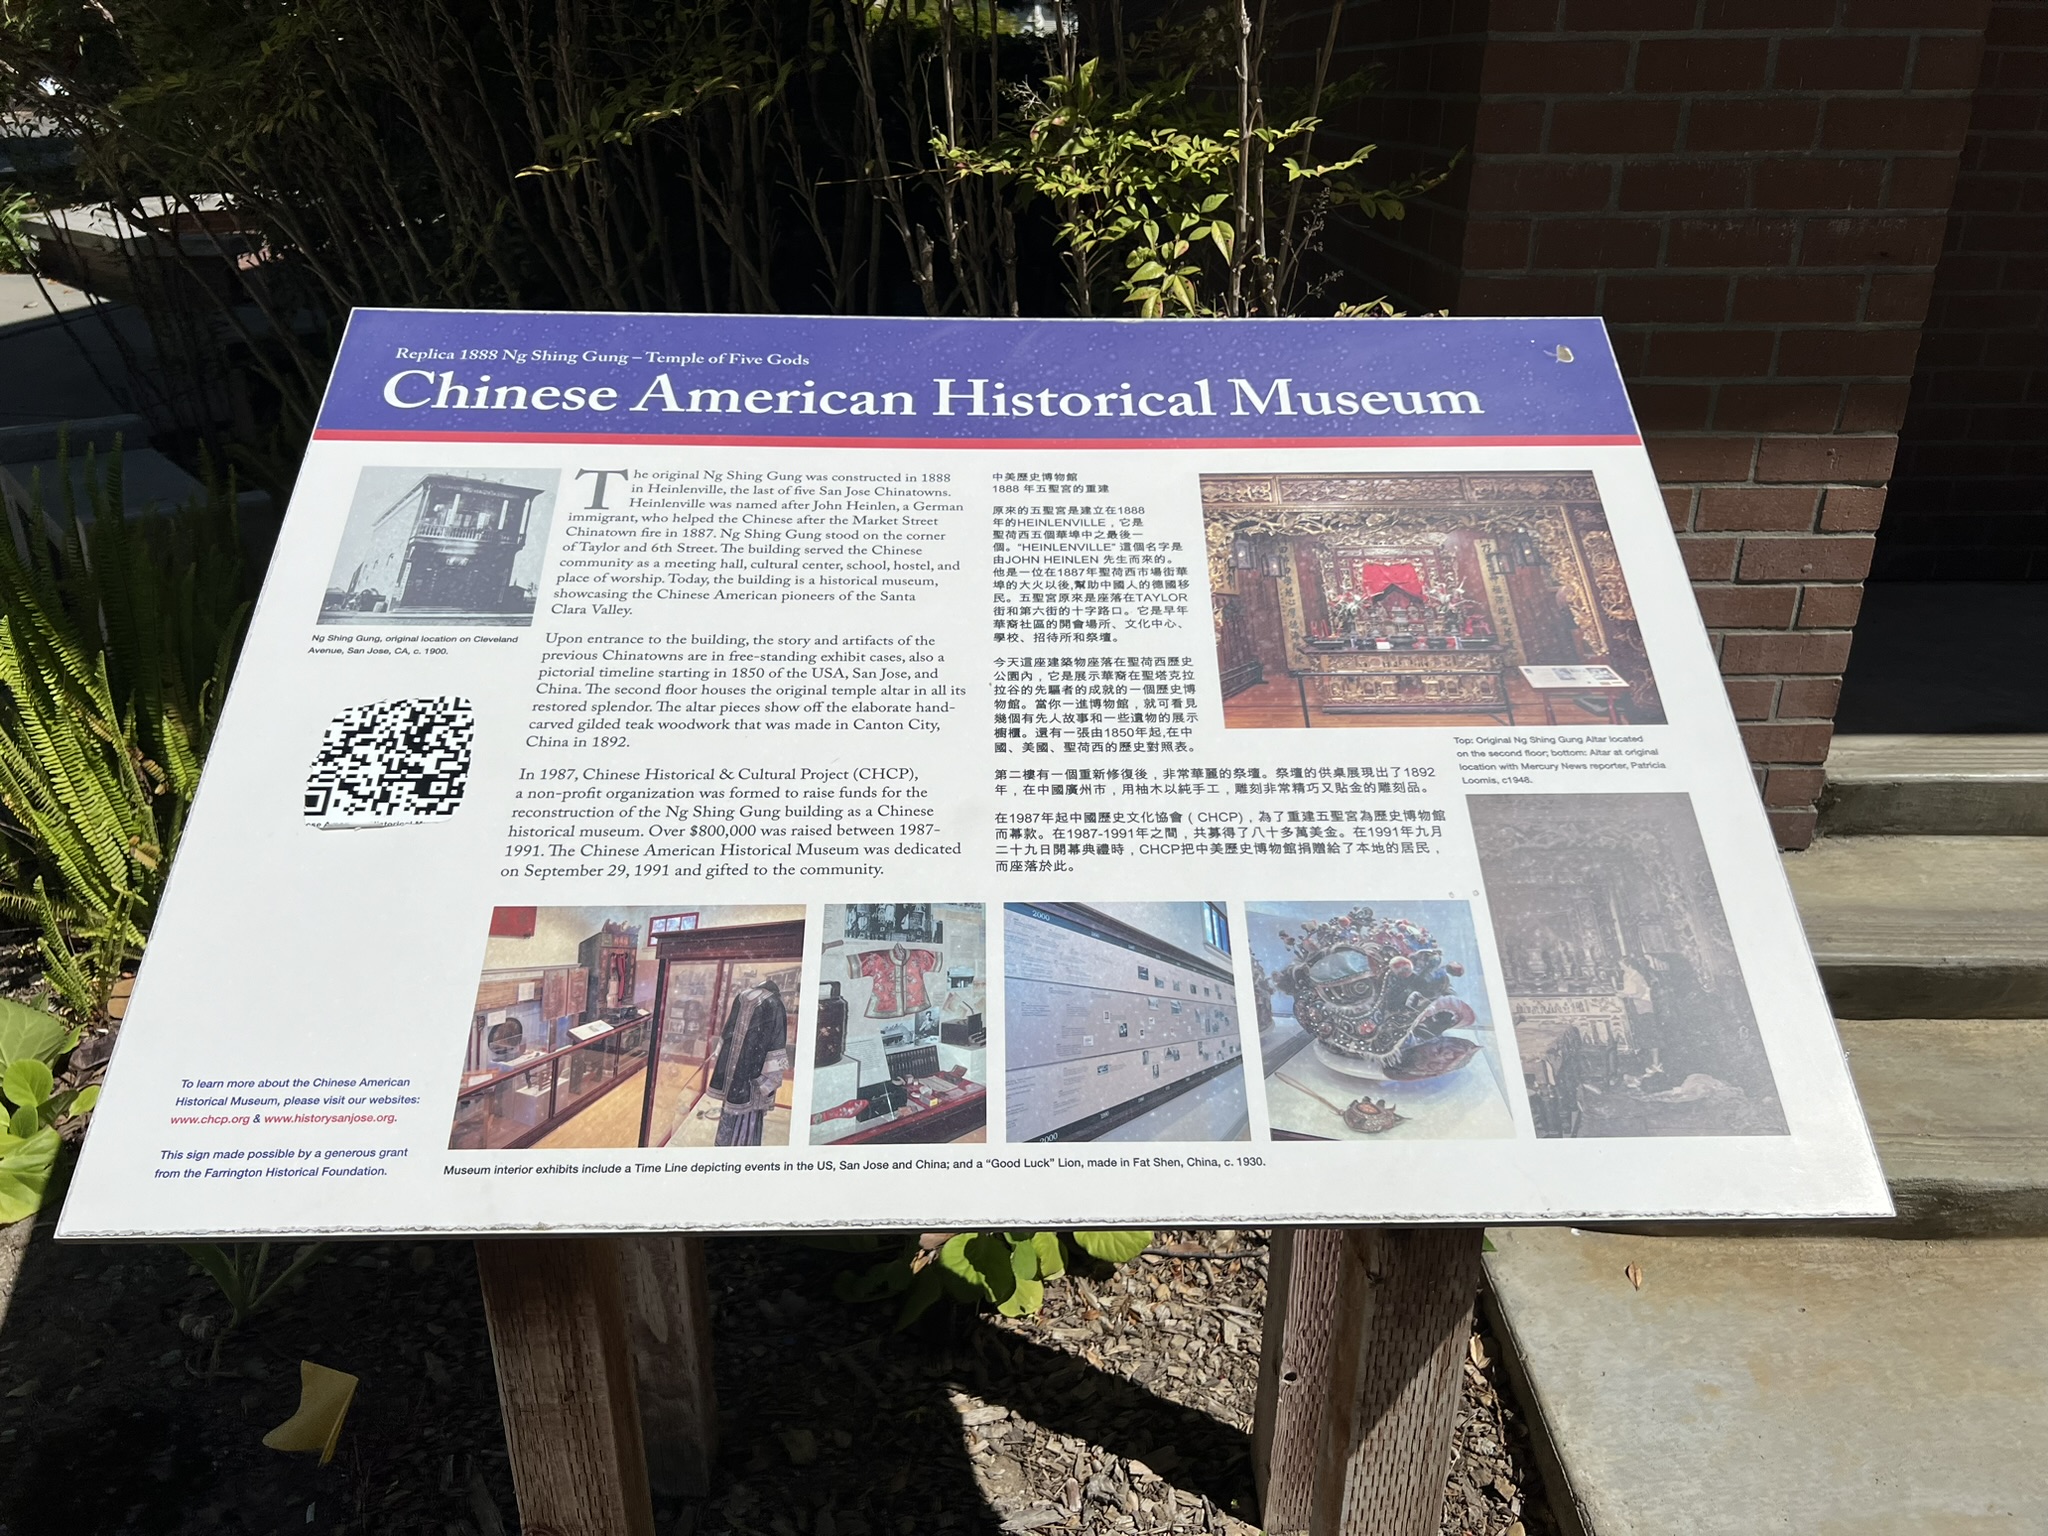 Replica 1888 Ng Shing Gung – Temple of Five Gods
Chinese American Historical Museum
Ng Shing Gung, original location on Cleveland
Avenue, San Jose, CA, c. 1900.
The original Ng Shing Gung was constructed in 1888
in Heinlenville, the last of five San Jose Chinatowns.
Heinlenville was named after John Heinlen, a German
immigrant, who helped the Chinese after the Market Street
Chinatown fire in 1887. Ng Shing Gung stood on the corner
of Taylor and 6th Street. The building served the Chinese
community as a meeting hall, cultural center, school, hostel, and
place of worship. Today, the building is a historical museum,
showcasing the Chinese American pioneers of the Santa
Clara Valley.
Upon entrance to the building, the story and artifacts of the
previous Chinatowns are in free-standing exhibit cases, also a
pictorial timeline starting in 1850 of the USA, San Jose, and
China. The second floor houses the original temple altar in all its
restored splendor. The altar pieces show off the elaborate hand-
carved gilded teak woodwork that was made in Canton City,
China in 1892.
In 1987, Chinese Historical & Cultural Project (CHCP),
a non-profit organization was formed to raise funds for the
reconstruction of the Ng Shing Gung building as a Chinese
historical museum. Over $800,000 was raised between 1987-
1991. The Chinese American Historical Museum was dedicated
on September 29, 1991 and gifted to the community.
中美歷史博物館
1888 年五聖宮的重建
原來的五聖宮是建立在1888
年的HEINLENVILLE，它是
聖荷西五個華埠中之最後一
個。"HEINLENVILLE" 這個名字是
由JOHN HEINLEN 先生而來的。
他是一位在1887年聖荷西市場街華
埠的大火以後,幫助中國人的德國移
民。五聖宮原來是座落在TAYLOR
街和第六街的十字路口。它是早年
華裔社區的開會場所、文化中心、
學校、招待所和祭壇。
今天這座建築物座落在聖荷西歷史
公園內，它是展示華裔在聖塔克拉
拉谷的先驅者的成就的一個歷史博
物館。當你一進博物館，就可看見
幾個有先人故事和一些遺物的展示
櫥櫃。還有一張由1850年起,在中
國、美國、聖荷西的歷史對照表。
第二樓有一個重新修復後，非常華麗的祭壇。祭壇的供桌展現出了1892
年，在中國廣州市，用柚木以純手工，雕刻非常精巧又貼金的雕刻品。
在1987年起中國歷史文化協會（CHCP)，為了重建五聖宮為歷史博物館
而幕款。在1987-1991年之間，共募得了八十多萬美金。在1991年九月
二十九日開幕典禮時，CHCP把中美歷史博物館捐贈給了本地的居民，
而座落於此。
Top: Original Ng Shing Gung Altar located
on the second floor; bottom: Altar at original
location with Mercury News reporter, Patricia
Loomis, c1948.
2000
2000
To learn more about the Chinese American
Historical Museum, please visit our websites:
www.chcp.org & www.historysanjose.org.
This sign made possible by a generous grant
from the Farrington Historical Foundation.
Museum interior exhibits include a Time Line depicting events in the US, San Jose and China; and a “Good Luck” Lion, made in Fat Shen, China, c. 1930.